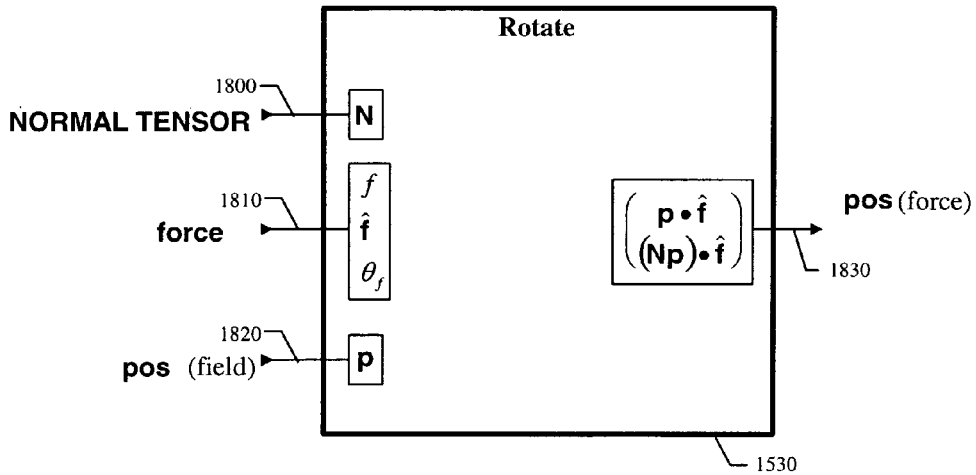 Rotate
1800
NORMAL TENSOR
N
1810
force
f
f̂
θ_f
1820
pos (field)
p
p • f̂
(Np) • f̂
pos (force)
1830
1530